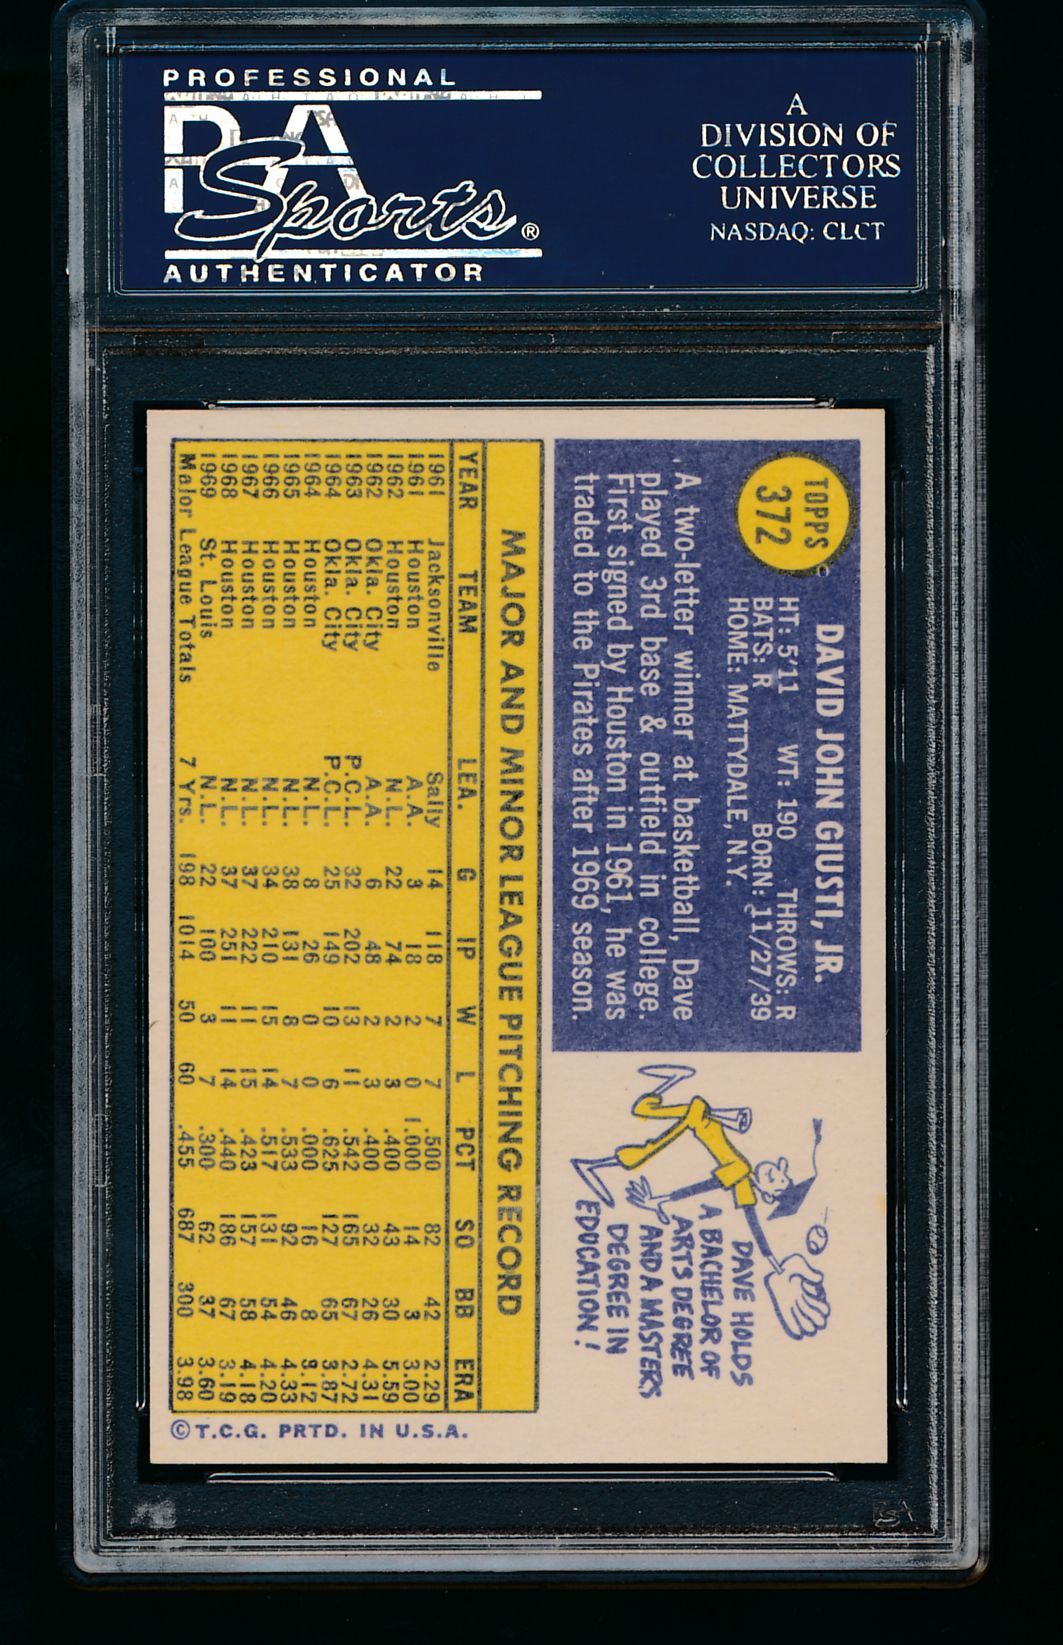 PROFESSIONAL
PSA
Sports®
AUTHENTICATOR
A
DIVISION OF
COLLECTORS
UNIVERSE
NASDAQ: CLCT
TOPPS
372
©
DAVID JOHN GIUSTI, JR.
HT: 5'11 WT: 190 THROWS: R
BATS: R BORN: 11/27/39
HOME: MATTYDALE, N.Y.
A two-letter winner at basketball, Dave
played 3rd base & outfield in college.
First signed by Houston in 1961, he was
traded to the Pirates after 1969 season.
DAVE HOLDS
A BACHELOR OF
ARTS DEGREE
AND A MASTERS
DEGREE IN
EDUCATION!
MAJOR AND MINOR LEAGUE PITCHING RECORD
YEAR TEAM LEA. G IP W L PCT SO BB ERA
1961 Jacksonville Sally 14 118 7 7 .500 82 42 2.29
1961 Houston A.A. 3 18 2 0 1.000 14 3 3.00
1962 Houston N.L. 22 74 2 3 .400 43 30 5.59
1962 Okla. City A.A. 6 48 2 3 .400 32 26 4.31
1963 Okla. City P.C.L. 32 202 13 11 .542 165 67 2.72
1964 Okla. City P.C.L. 25 149 10 6 .625 127 65 3.87
1964 Houston N.L. 8 26 0 0 .000 16 8 3.12
1965 Houston N.L. 38 131 8 7 .533 92 46 4.33
1966 Houston N.L. 34 210 15 14 .517 131 54 4.20
1967 Houston N.L. 37 222 11 15 .423 157 58 4.18
1968 Houston N.L. 37 251 11 14 .440 186 67 3.19
1969 St. Louis N.L. 22 100 3 7 .300 62 37 3.60
Major League Totals 7 Yrs. 198 1014 50 60 .455 687 300 3.98
© T.C.G. PRTD. IN U.S.A.
PSA